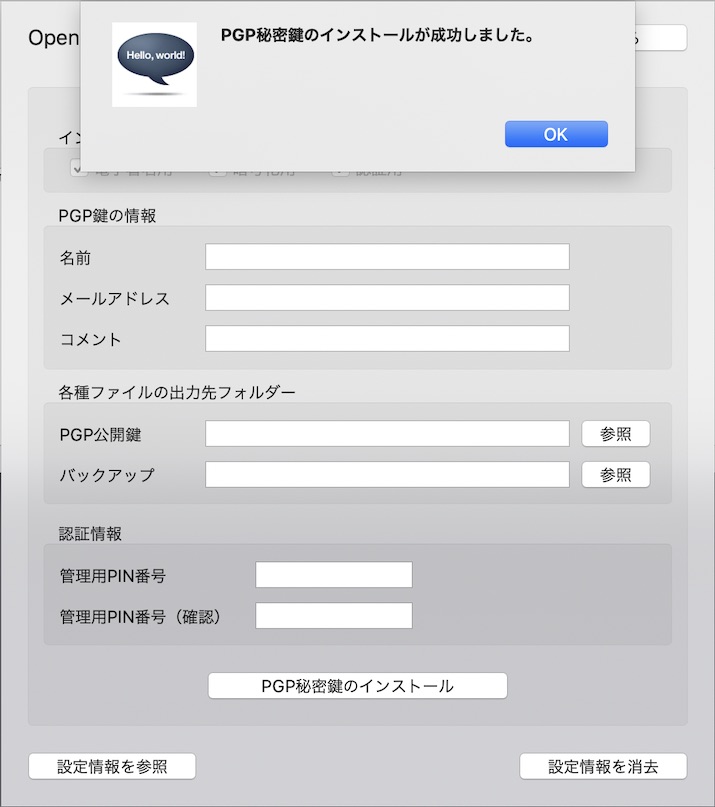 Open
Hello, world!
PGP秘密鍵のインストールが成功しました。
OK
PGP鍵の情報
名前
メールアドレス
コメント
各種ファイルの出力先フォルダー
PGP公開鍵
参照
バックアップ
参照
認証情報
管理用PIN番号
管理用PIN番号（確認）
PGP秘密鍵のインストール
設定情報を参照
設定情報を消去